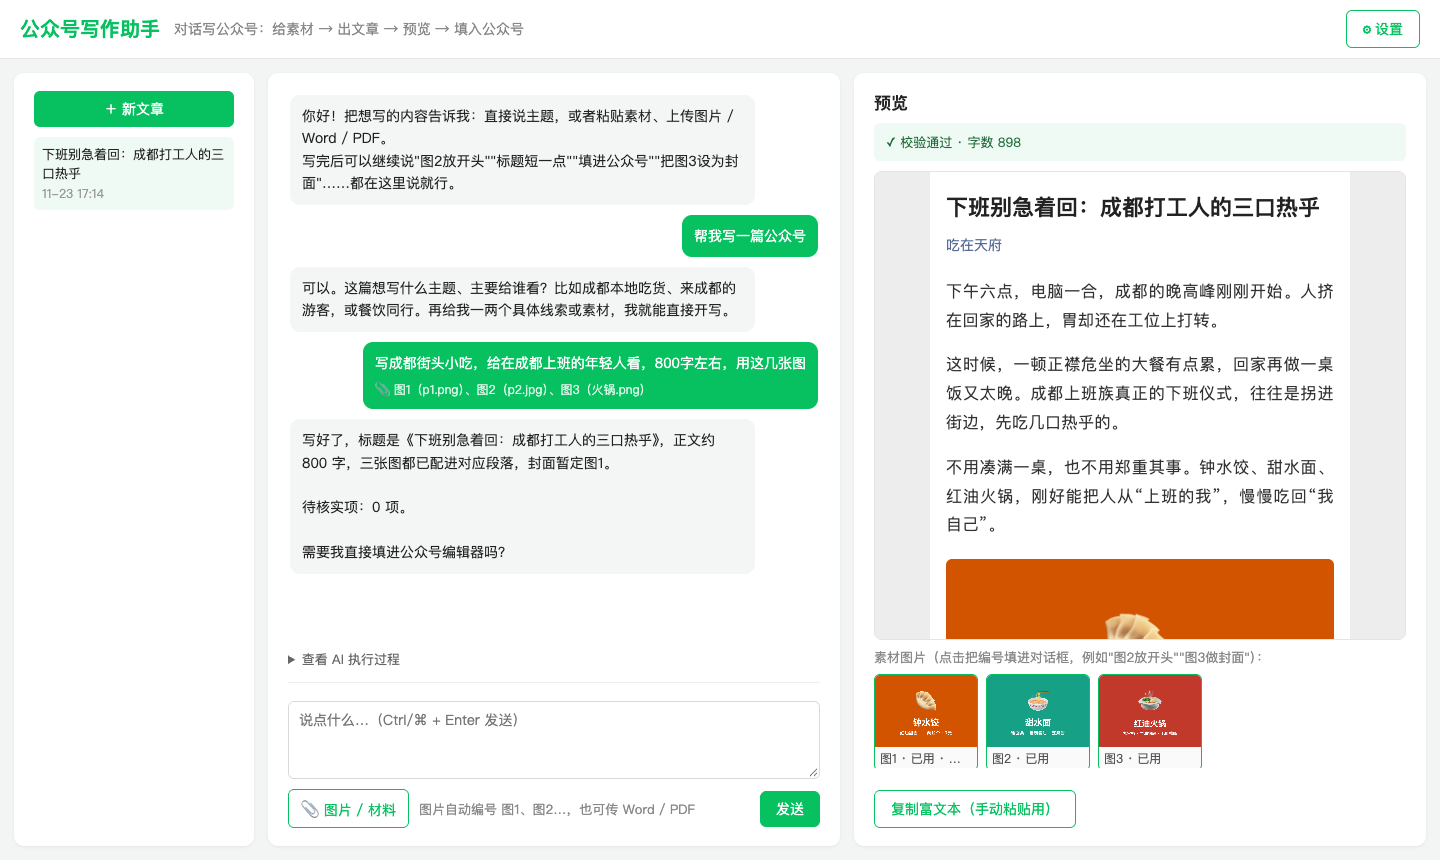 公众号写作助手
对话写公众号：给素材 → 出文章 → 预览 → 填入公众号
⚙ 设置
＋ 新文章
下班别急着回：成都打工人的三
口热乎
11-23 17:14
你好！把想写的内容告诉我：直接说主题，或者粘贴素材、上传图片 /
Word / PDF。
写完后可以继续说"图2放开头""标题短一点""填进公众号""把图3设为封
面"……都在这里说就行。
帮我写一篇公众号
可以。这篇想写什么主题、主要给谁看？比如成都本地吃货、来成都的
游客，或餐饮同行。再给我一两个具体线索或素材，我就能直接开写。
写成都街头小吃，给在成都上班的年轻人看，800字左右，用这几张图
📎 图1（p1.png）、图2（p2.jpg）、图3（火锅.png）
写好了，标题是《下班别急着回：成都打工人的三口热乎》，正文约
800 字，三张图都已配进对应段落，封面暂定图1。
待核实项：0 项。
需要我直接填进公众号编辑器吗？
▶ 查看 AI 执行过程
说点什么…（Ctrl/⌘ + Enter 发送）
📎 图片 / 材料
图片自动编号 图1、图2…，也可传 Word / PDF
发送
预览
✓ 校验通过 · 字数 898
下班别急着回：成都打工人的三口热乎
吃在天府
下午六点，电脑一合，成都的晚高峰刚刚开始。人挤
在回家的路上，胃却还在工位上打转。
这时候，一顿正襟危坐的大餐有点累，回家再做一桌
饭又太晚。成都上班族真正的下班仪式，往往是拐进
街边，先吃几口热乎的。
不用凑满一桌，也不用郑重其事。钟水饺、甜水面、
红油火锅，刚好能把人从“上班的我”，慢慢吃回“我
自己”。
素材图片（点击把编号填进对话框，例如"图2放开头""图3做封面"）：
钟水饺
甜水面
红油火锅
图1 · 已用 · …
图2 · 已用
图3 · 已用
复制富文本（手动粘贴用）